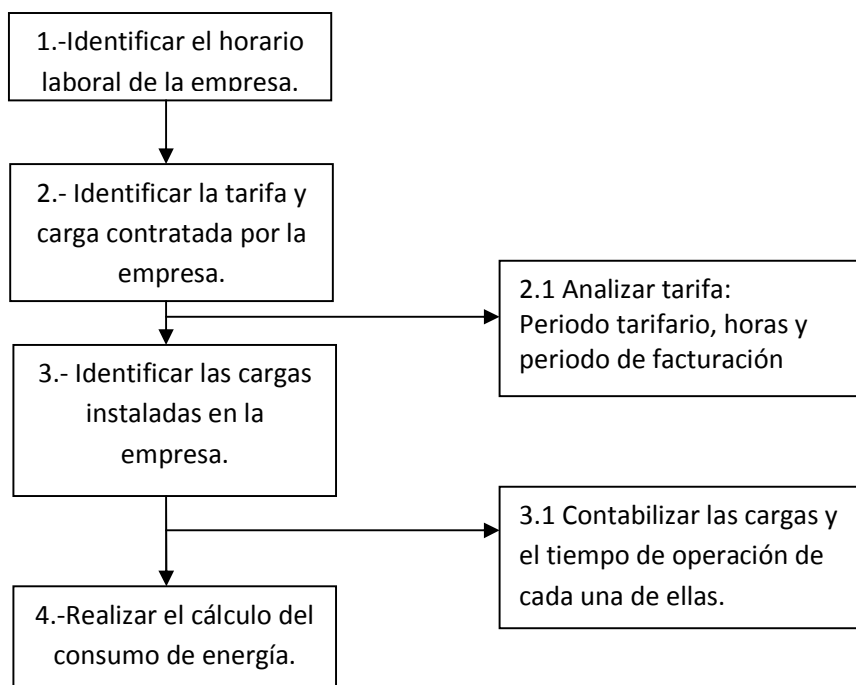 1.-Identificar el horario
laboral de la empresa.
2.- Identificar la tarifa y
carga contratada por la
empresa.
2.1 Analizar tarifa:
Periodo tarifario, horas y
periodo de facturación
3.- Identificar las cargas
instaladas en la
empresa.
3.1 Contabilizar las cargas y
el tiempo de operación de
cada una de ellas.
4.-Realizar el cálculo del
consumo de energía.